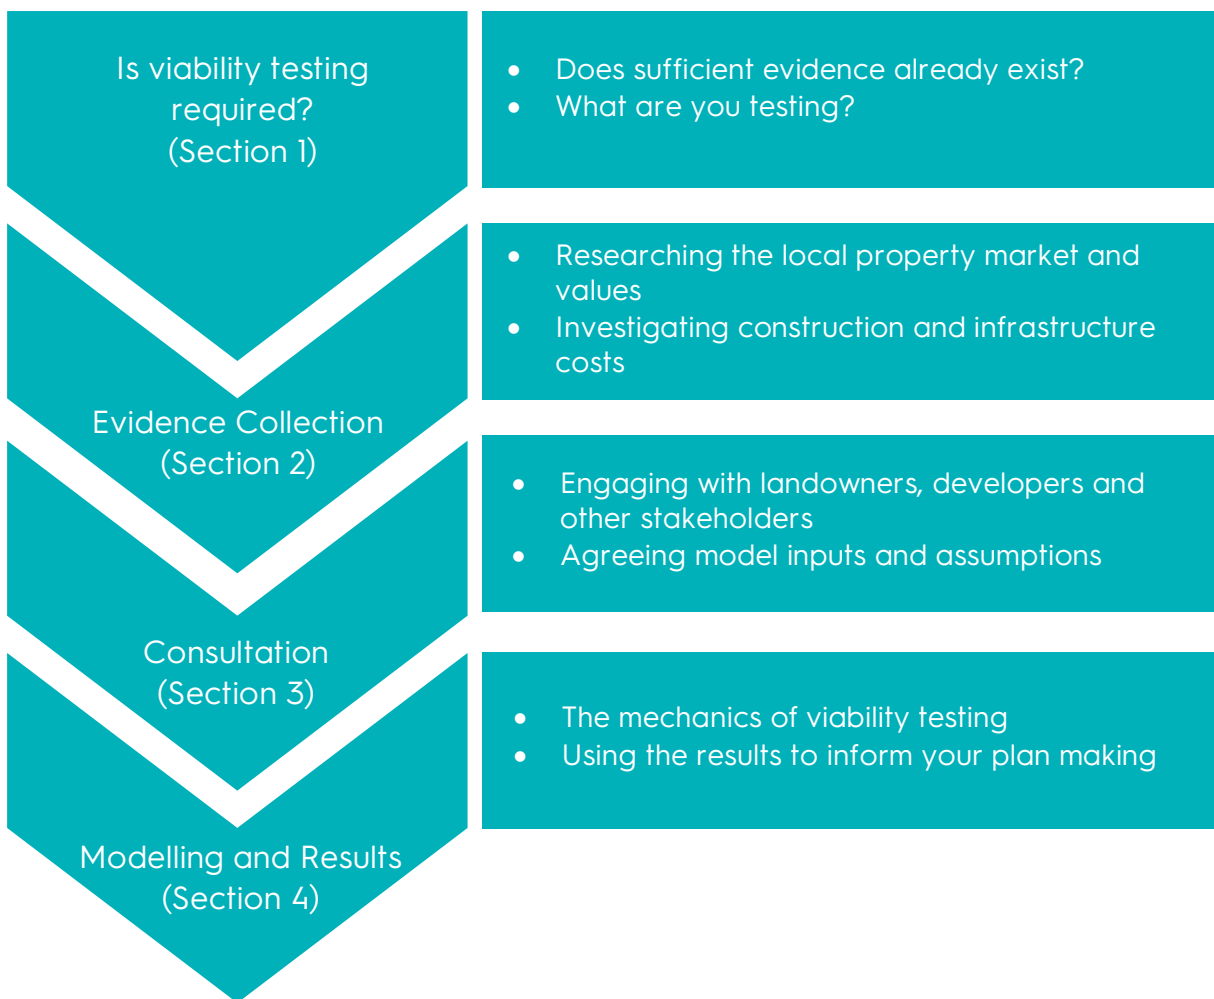 Is viability testing
required?
(Section 1)
• Does sufficient evidence already exist?
• What are you testing?
• Researching the local property market and
values
• Investigating construction and infrastructure
costs
Evidence Collection
(Section 2)
• Engaging with landowners, developers and
other stakeholders
• Agreeing model inputs and assumptions
Consultation
(Section 3)
• The mechanics of viability testing
• Using the results to inform your plan making
Modelling and Results
(Section 4)